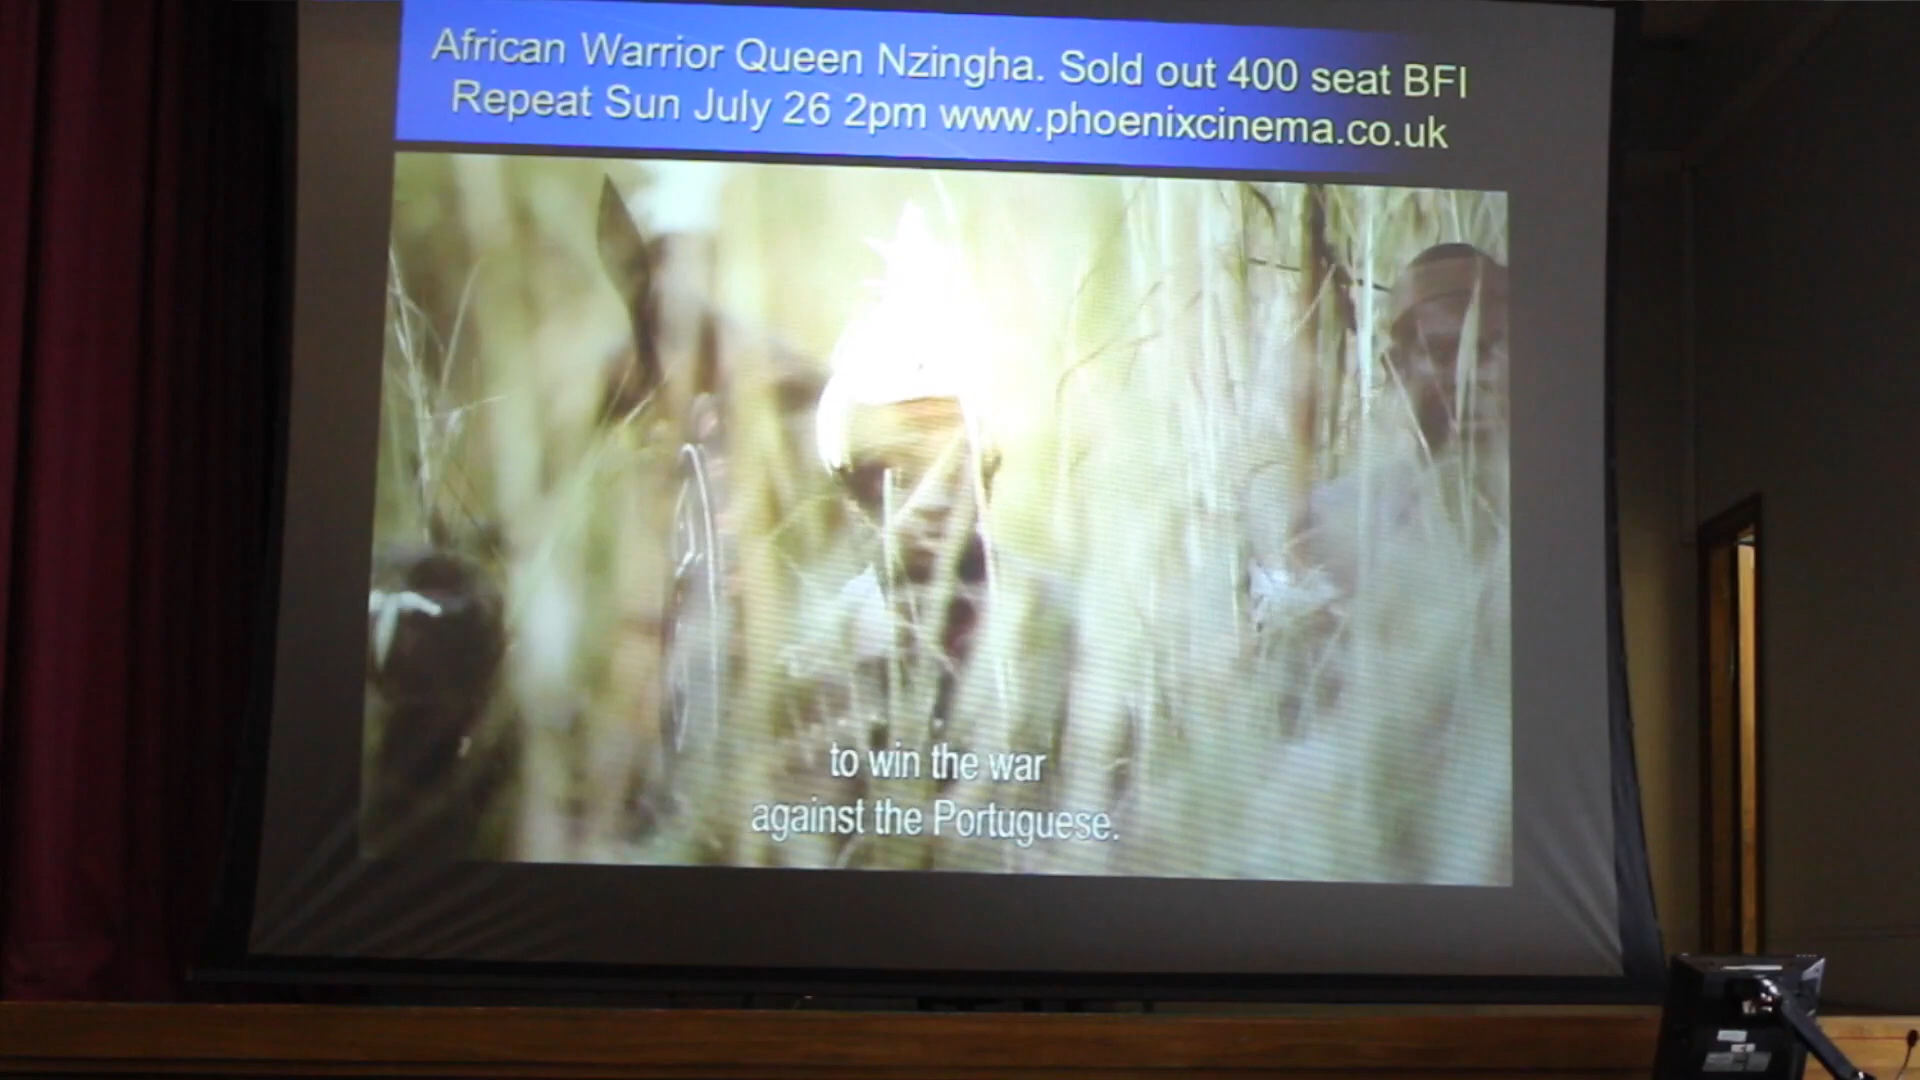 African Warrior Queen Nzingha. Sold out 400 seat BFI
Repeat Sun July 26 2pm www.phoenixcinema.co.uk
to win the war
against the Portuguese.